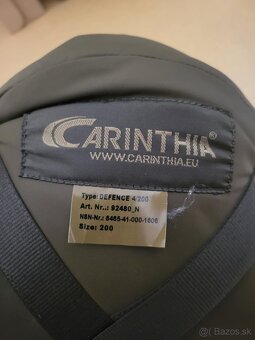 CARINTHIA®
WWW.CARINTHIA.EU
Type: DEFENCE 4 200
Art. Nr.: 92480_N
NSN-Nr.: 8465-41-000-1606
Size: 200
Bazos.sk